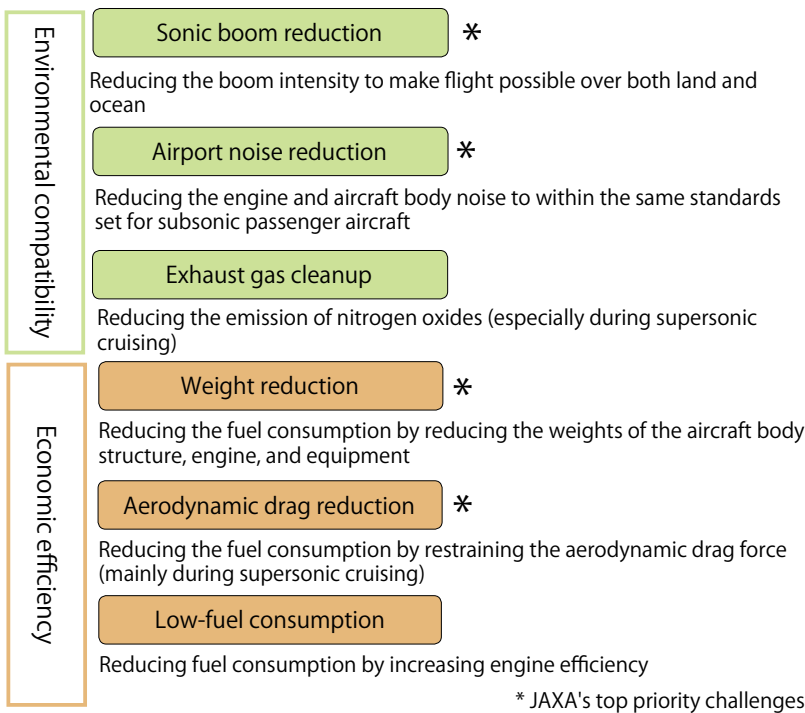 Environmental compatibility
Sonic boom reduction *
Reducing the boom intensity to make flight possible over both land and
ocean
Airport noise reduction *
Reducing the engine and aircraft body noise to within the same standards
set for subsonic passenger aircraft
Exhaust gas cleanup
Reducing the emission of nitrogen oxides (especially during supersonic
cruising)
Economic efficiency
Weight reduction *
Reducing the fuel consumption by reducing the weights of the aircraft body
structure, engine, and equipment
Aerodynamic drag reduction *
Reducing the fuel consumption by restraining the aerodynamic drag force
(mainly during supersonic cruising)
Low-fuel consumption
Reducing fuel consumption by increasing engine efficiency
* JAXA's top priority challenges